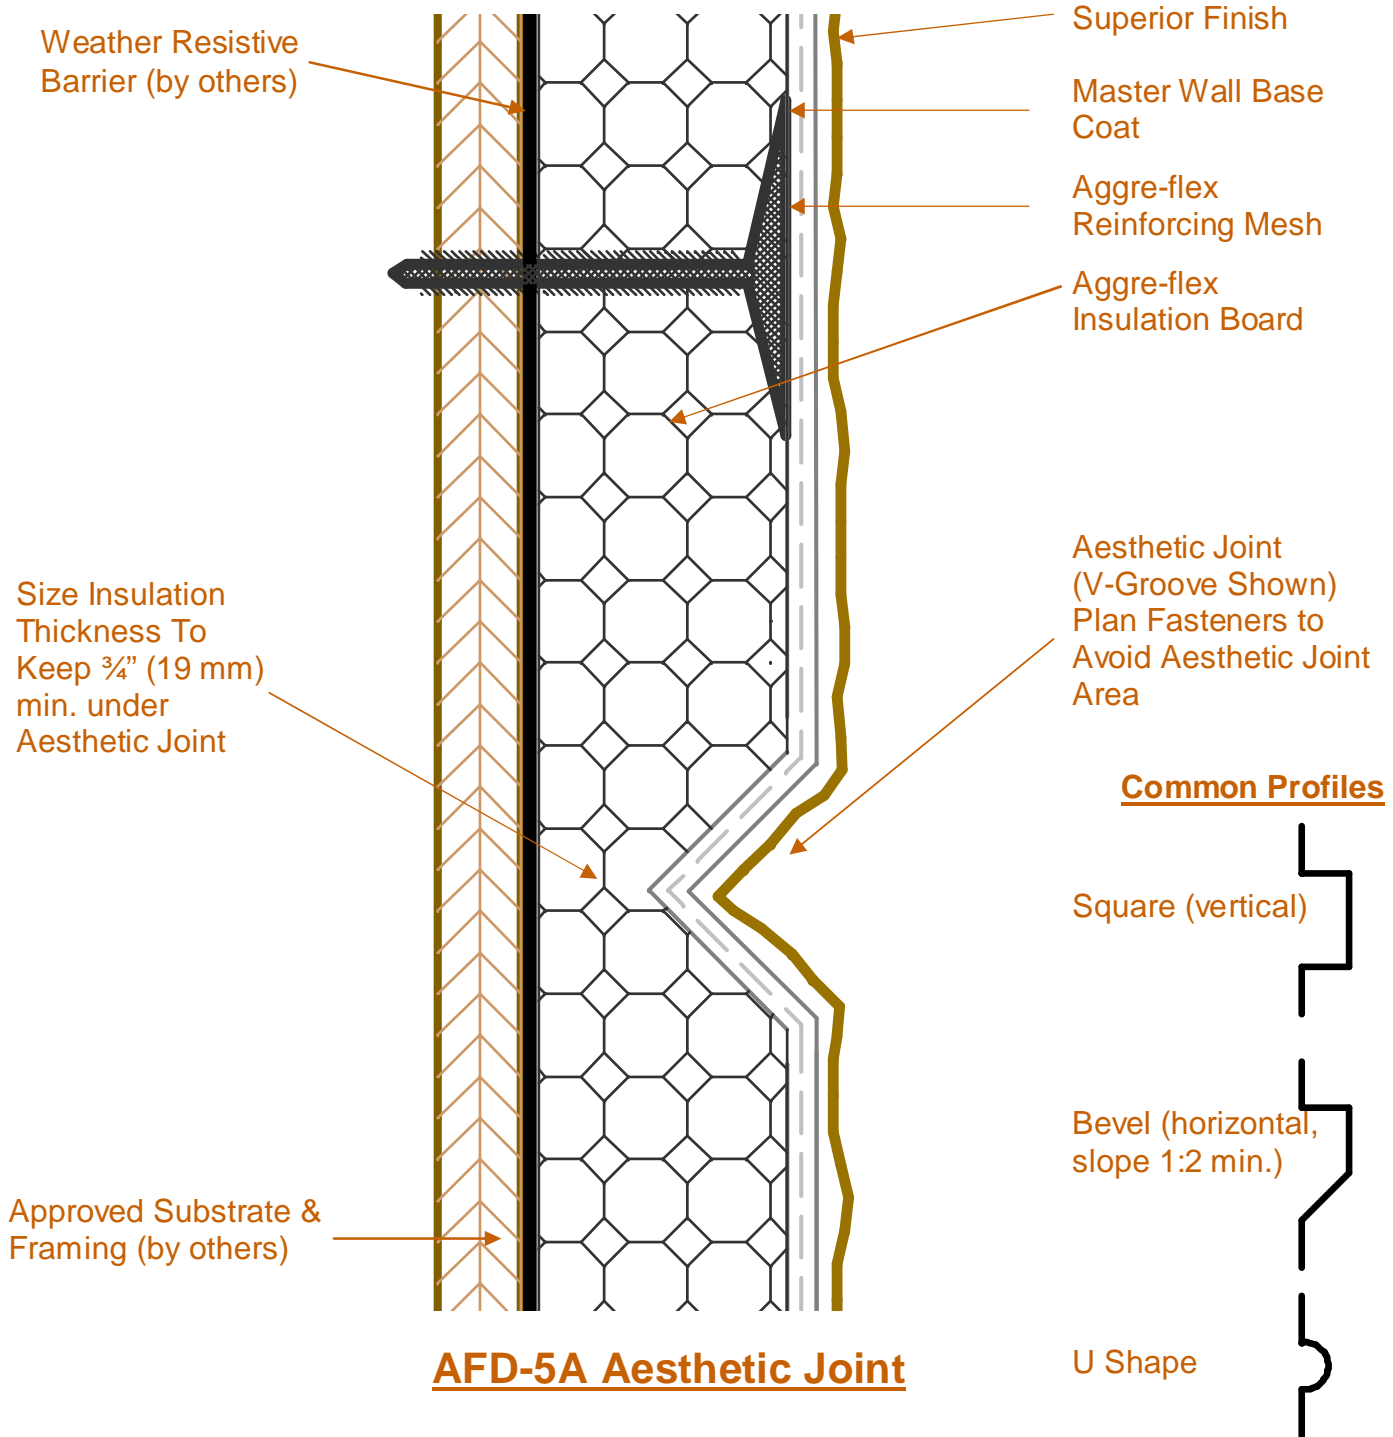 Weather Resistive
Barrier (by others)
Superior Finish
Master Wall Base
Coat
Aggre-flex
Reinforcing Mesh
Aggre-flex
Insulation Board
Size Insulation
Thickness To
Keep ¾” (19 mm)
min. under
Aesthetic Joint
Aesthetic Joint
(V-Groove Shown)
Plan Fasteners to
Avoid Aesthetic Joint
Area
Common Profiles
Square (vertical)
Bevel (horizontal,
slope 1:2 min.)
U Shape
Approved Substrate &
Framing (by others)
AFD-5A Aesthetic Joint